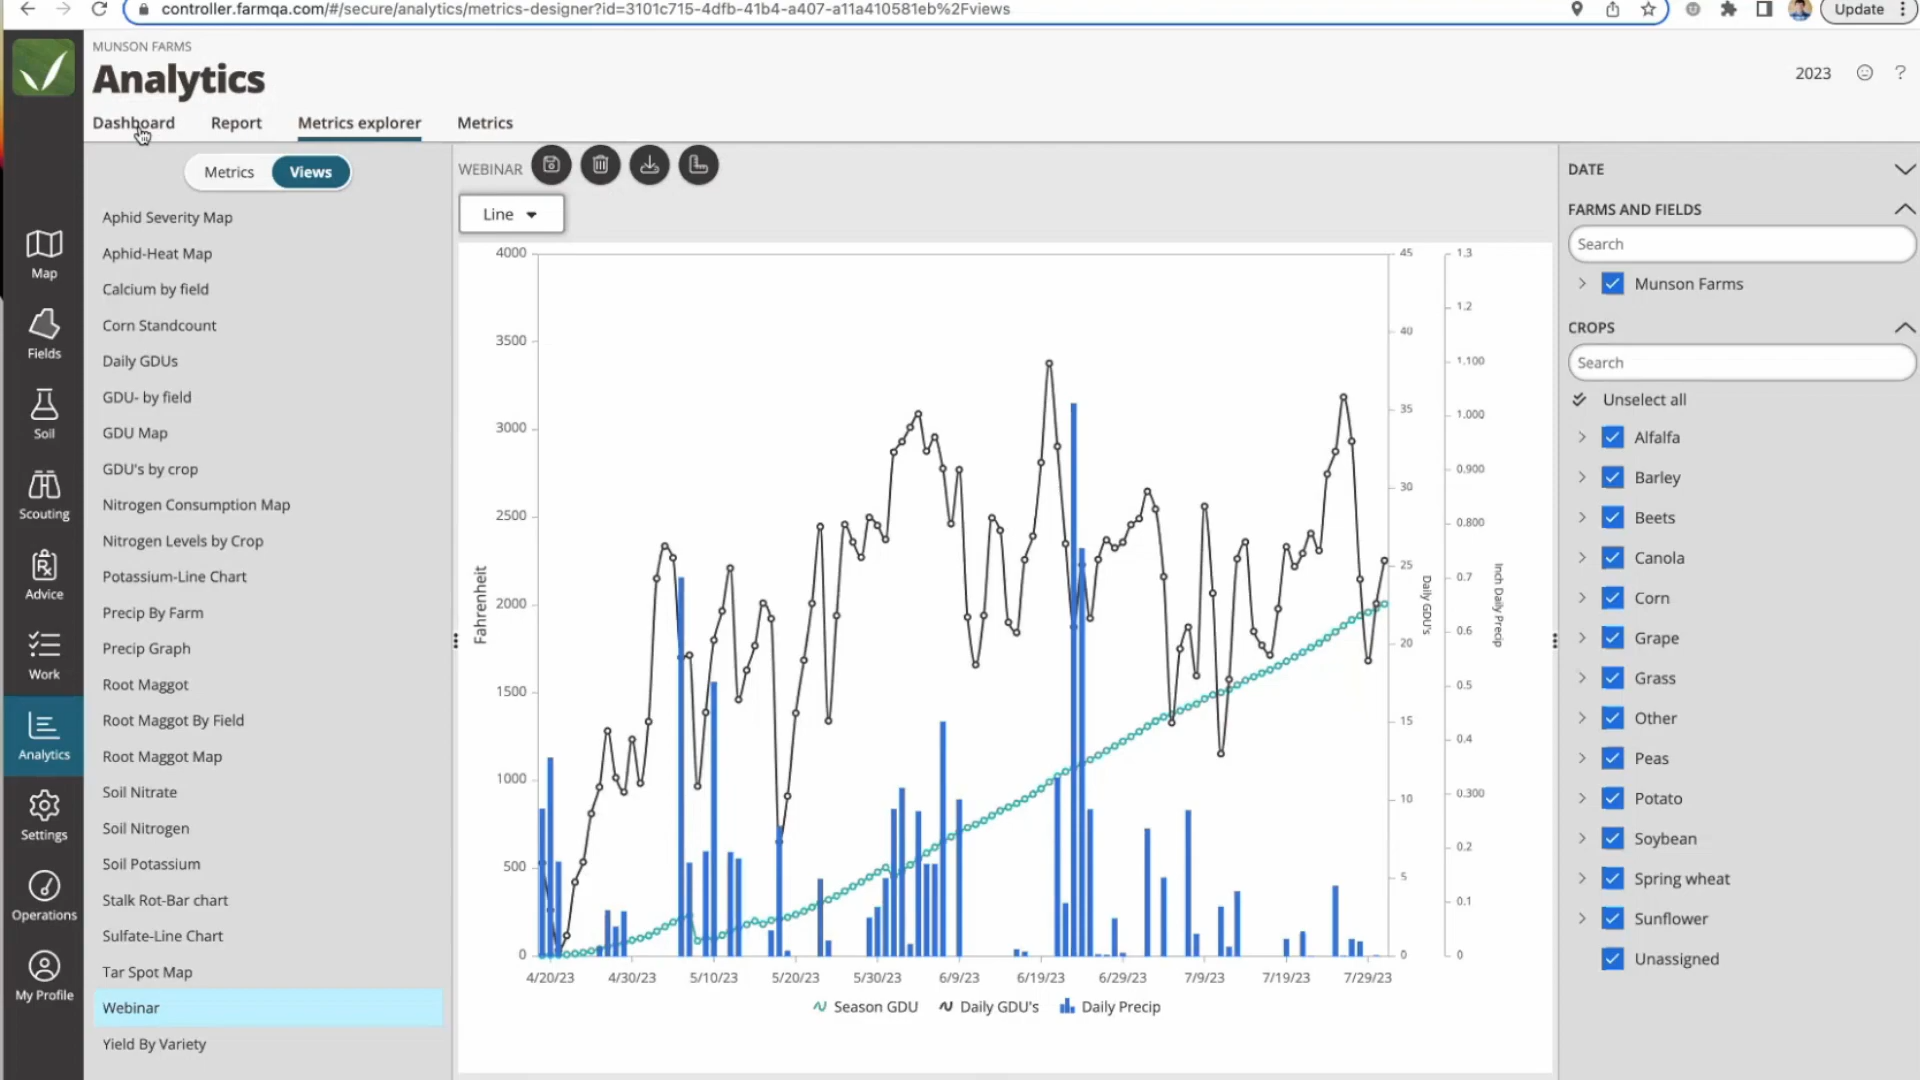 controller.farmqa.com/#/secure/analytics/metrics-designer?id=3101c715-4dfb-41b4-a407-a11a410581eb%2Fviews
Update
MUNSON FARMS
Analytics
2023
?
Dashboard
Report
Metrics explorer
Metrics
Map
Fields
Soil
Scouting
Advice
Work
Analytics
Settings
Operations
My Profile
Metrics
Views
Aphid Severity Map
Aphid-Heat Map
Calcium by field
Corn Standcount
Daily GDUs
GDU- by field
GDU Map
GDU's by crop
Nitrogen Consumption Map
Nitrogen Levels by Crop
Potassium-Line Chart
Precip By Farm
Precip Graph
Root Maggot
Root Maggot By Field
Root Maggot Map
Soil Nitrate
Soil Nitrogen
Soil Potassium
Stalk Rot-Bar chart
Sulfate-Line Chart
Tar Spot Map
Webinar
Yield By Variety
WEBINAR
Line
Fahrenheit
4000
3500
3000
2500
2000
1500
1000
500
0
45
40
35
30
25
20
15
10
5
0
Daily GDU's
1.3
1.2
1.100
1.000
0.900
0.800
0.7
0.6
0.5
0.4
0.300
0.2
0.1
0
Inch Daily Precip
4/20/23
4/30/23
5/10/23
5/20/23
5/30/23
6/9/23
6/19/23
6/29/23
7/9/23
7/19/23
7/29/23
Season GDU
Daily GDU's
Daily Precip
DATE
FARMS AND FIELDS
Search
Munson Farms
CROPS
Search
Unselect all
Alfalfa
Barley
Beets
Canola
Corn
Grape
Grass
Other
Peas
Potato
Soybean
Spring wheat
Sunflower
Unassigned